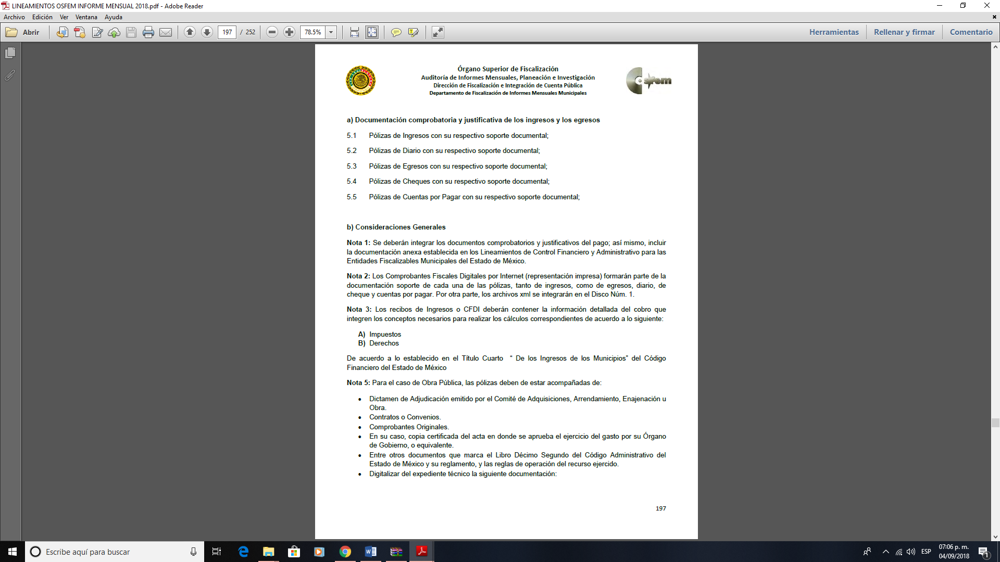 LINEAMIENTOS OSFEM INFORME MENSUAL 2018.pdf - Adobe Reader
Archivo Edición Ver Ventana Ayuda
Abrir 197 / 252 78.5% Herramientas Rellenar y firmar Comentario
Órgano Superior de Fiscalización
Auditoría de Informes Mensuales, Planeación e Investigación
Dirección de Fiscalización e Integración de Cuenta Pública
Departamento de Fiscalización de Informes Mensuales Municipales
sfem
a) Documentación comprobatoria y justificativa de los ingresos y los egresos
5.1 Pólizas de Ingresos con su respectivo soporte documental;
5.2 Pólizas de Diario con su respectivo soporte documental;
5.3 Pólizas de Egresos con su respectivo soporte documental;
5.4 Pólizas de Cheques con su respectivo soporte documental;
5.5 Pólizas de Cuentas por Pagar con su respectivo soporte documental;
b) Consideraciones Generales
Nota 1: Se deberán integrar los documentos comprobatorios y justificativos del pago; así mismo, incluir
la documentación anexa establecida en los Lineamientos de Control Financiero y Administrativo para las
Entidades Fiscalizables Municipales del Estado de México.
Nota 2: Los Comprobantes Fiscales Digitales por Internet (representación impresa) formarán parte de la
documentación soporte de cada una de las pólizas, tanto de ingresos, como de egresos, diario, de
cheque y cuentas por pagar. Por otra parte, los archivos xml se integrarán en el Disco Núm. 1.
Nota 3: Los recibos de Ingresos o CFDI deberán contener la información detallada del cobro que
integren los conceptos necesarios para realizar los cálculos correspondientes de acuerdo a lo siguiente:
A) Impuestos
B) Derechos
De acuerdo a lo establecido en el Título Cuarto “ De los Ingresos de los Municipios” del Código
Financiero del Estado de México
Nota 5: Para el caso de Obra Pública, las pólizas deben de estar acompañadas de:
• Dictamen de Adjudicación emitido por el Comité de Adquisiciones, Arrendamiento, Enajenación u
Obra.
• Contratos o Convenios.
• Comprobantes Originales.
• En su caso, copia certificada del acta en donde se aprueba el ejercicio del gasto por su Órgano
de Gobierno, o equivalente.
• Entre otros documentos que marca el Libro Décimo Segundo del Código Administrativo del
Estado de México y su reglamento, y las reglas de operación del recurso ejercido.
• Digitalizar del expediente técnico la siguiente documentación:
197
Escribe aquí para buscar
ESP
07:06 p. m.
04/09/2018
1